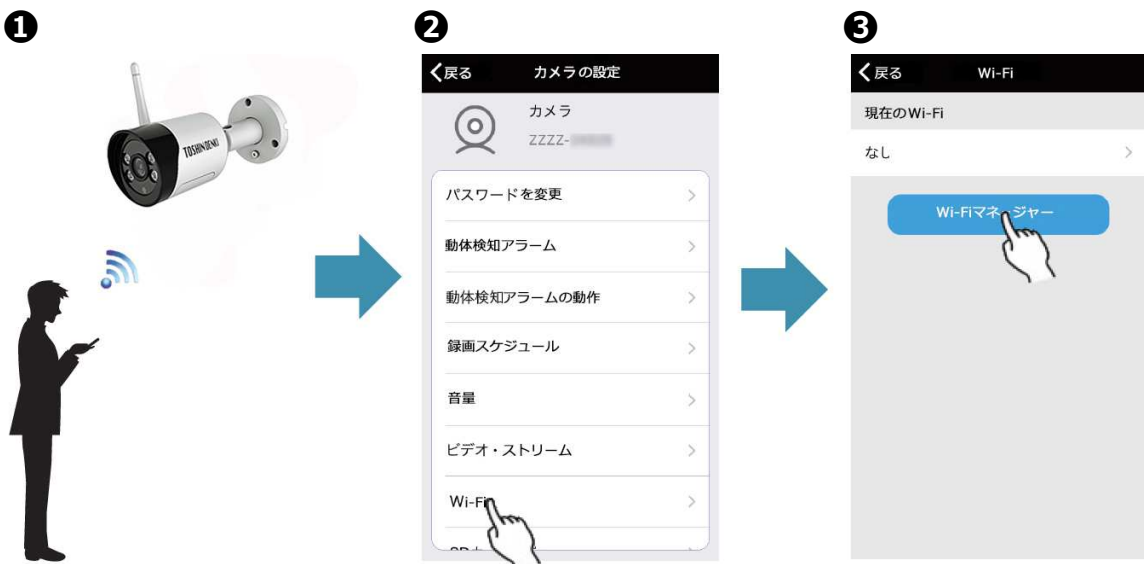 ❶
TOSHINDENKI
❷
戻る カメラの設定
カメラ
ZZZZ-
パスワードを変更
動体検知アラーム
動体検知アラームの動作
録画スケジュール
音量
ビデオ・ストリーム
Wi-Fi
❸
戻る Wi-Fi
現在のWi-Fi
なし
Wi-Fiマネージャー